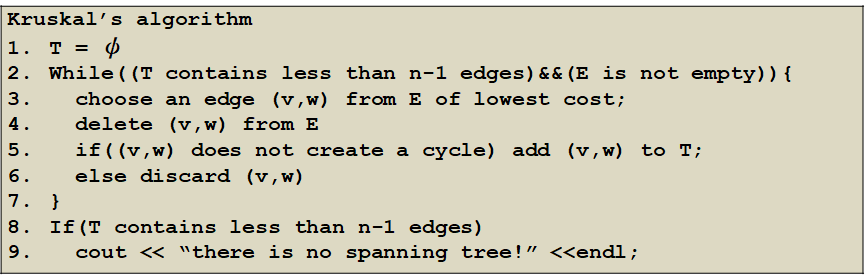 Kruskal’s algorithm
1. T = ϕ
2. While((T contains less than n-1 edges)&&(E is not empty)){
3. choose an edge (v,w) from E of lowest cost;
4. delete (v,w) from E
5. if((v,w) does not create a cycle) add (v,w) to T;
6. else discard (v,w)
7. }
8. If(T contains less than n-1 edges)
9. cout << “there is no spanning tree!” <<endl;